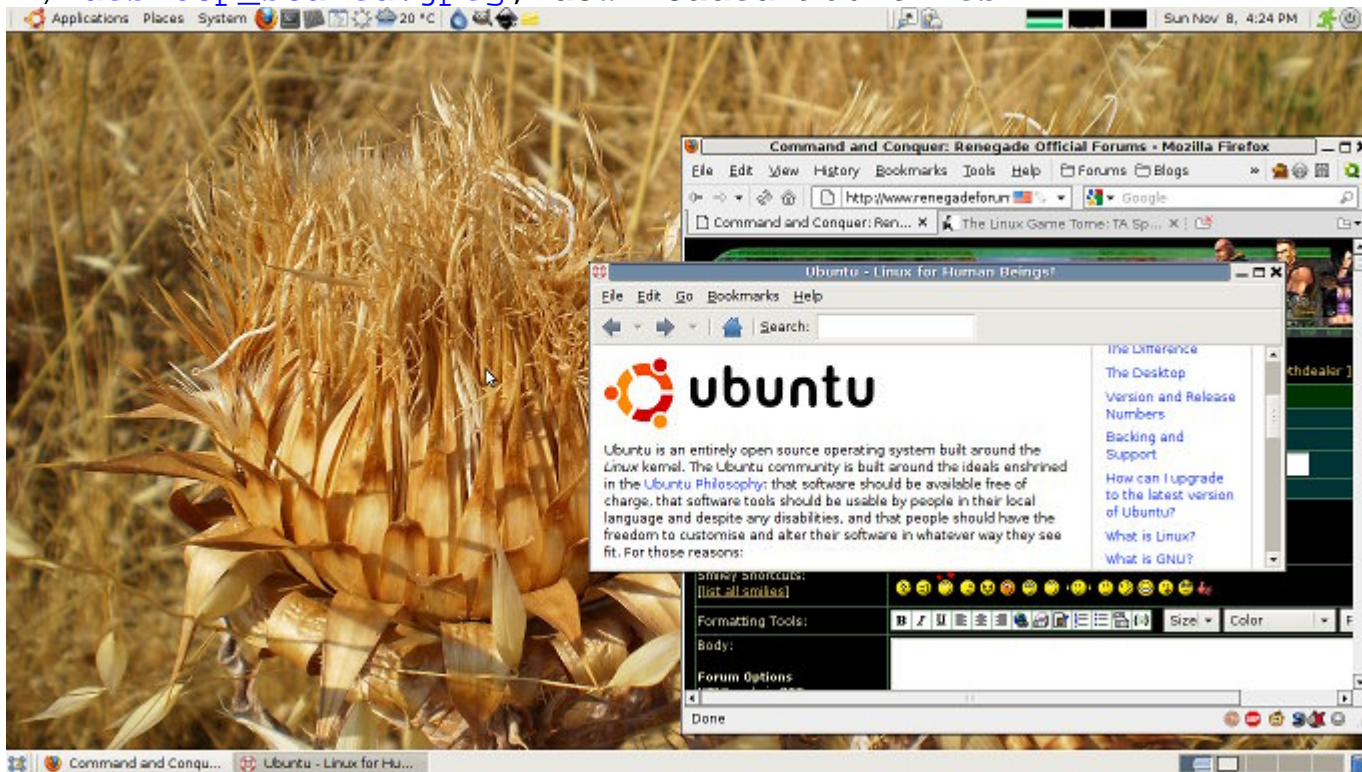 Applications Places System 20 °C Sun Nov 8, 4:24 PM
Command and Conquer: Renegade Official Forums - Mozilla Firefox
File Edit View History Bookmarks Tools Help Forums Blogs »
http://www.renegadeforum Google
Command and Conquer: Ren... The Linux Game Tome: TA Sp...
Ubuntu - Linux for Human Beings!
File Edit Go Bookmarks Help
Search:
ubuntu
Ubuntu is an entirely open source operating
system built around the
Linux kernel. The Ubuntu community is built around the ideals enshrined
in the Ubuntu Philosophy: that software should be available free of
charge, that software tools should be usable by people in their local
language and despite any disabilities, and that people should have the
freedom to customise and alter their software in whatever way they see
fit. For those reasons:
The Difference
The Desktop
Version and Release
Numbers
Backing and
Support
How can I upgrade
to the latest version
of Ubuntu?
What is Linux?
What is GNU?
thdealer ]
Smiley Shortcuts:
[list all smilies]
Formatting Tools: B I U Size Color F
Body:
Forum Options
Done
Command and Conqu... Ubuntu - Linux for Hu...